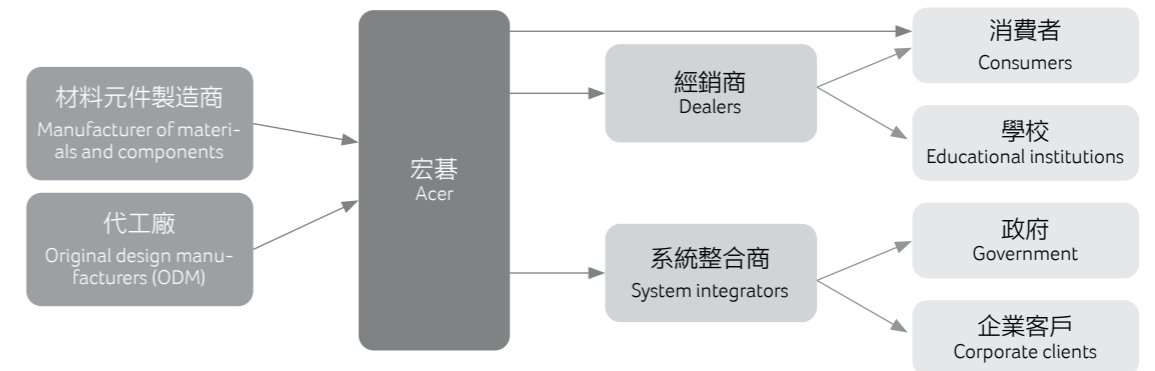 材料元件製造商
Manufacturer of materi-
als and components
代工廠
Original design manu-
facturers (ODM)
宏碁
Acer
經銷商
Dealers
系統整合商
System integrators
消費者
Consumers
學校
Educational institutions
政府
Government
企業客戶
Corporate clients